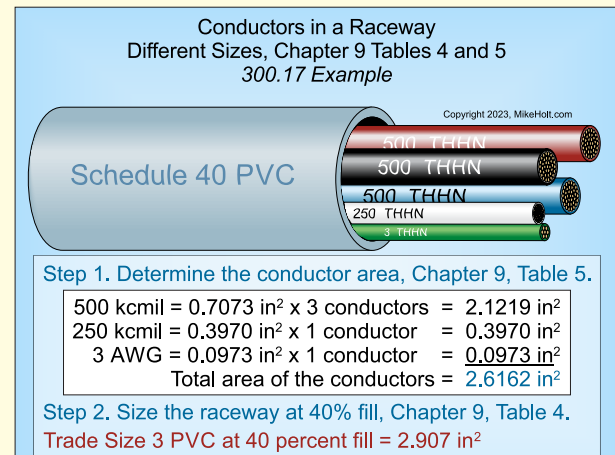 Conductors in a Raceway
Different Sizes, Chapter 9 Tables 4 and 5
300.17 Example
Copyright 2023, MikeHolt.com
Schedule 40 PVC
500 THHN
500 THHN
500 THHN
250 THHN
3 THHN
Step 1. Determine the conductor area, Chapter 9, Table 5.
500 kcmil = 0.7073 in² x 3 conductors = 2.1219 in²
250 kcmil = 0.3970 in² x 1 conductor = 0.3970 in²
3 AWG = 0.0973 in² x 1 conductor = 0.0973 in²
Total area of the conductors = 2.6162 in²
Step 2. Size the raceway at 40% fill, Chapter 9, Table 4.
Trade Size 3 PVC at 40 percent fill = 2.907 in²